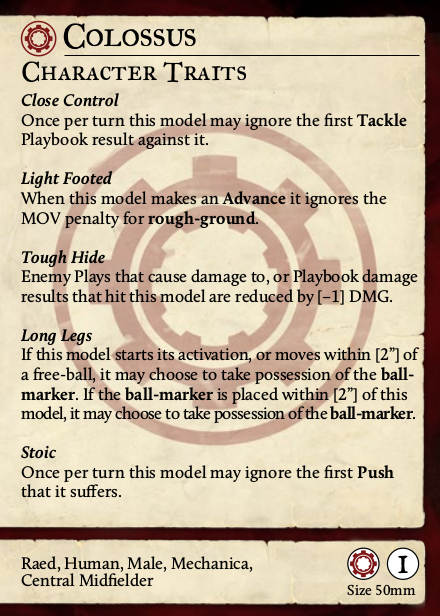 Colossus
Character Traits
Close Control
Once per turn this model may ignore the first Tackle
Playbook result against it.
Light Footed
When this model makes an Advance it ignores the
MOV penalty for rough-ground.
Tough Hide
Enemy Plays that cause damage to, or Playbook damage
results that hit this model are reduced by [−1] DMG.
Long Legs
If this model starts its activation, or moves within [2”] of
a free-ball, it may choose to take possession of the ball-
marker. If the ball-marker is placed within [2”] of this
model, it may choose to take possession of the ball-marker.
Stoic
Once per turn this model may ignore the first Push
that it suffers.
Raed, Human, Male, Mechanica,
Central Midfielder
1
Size 50mm